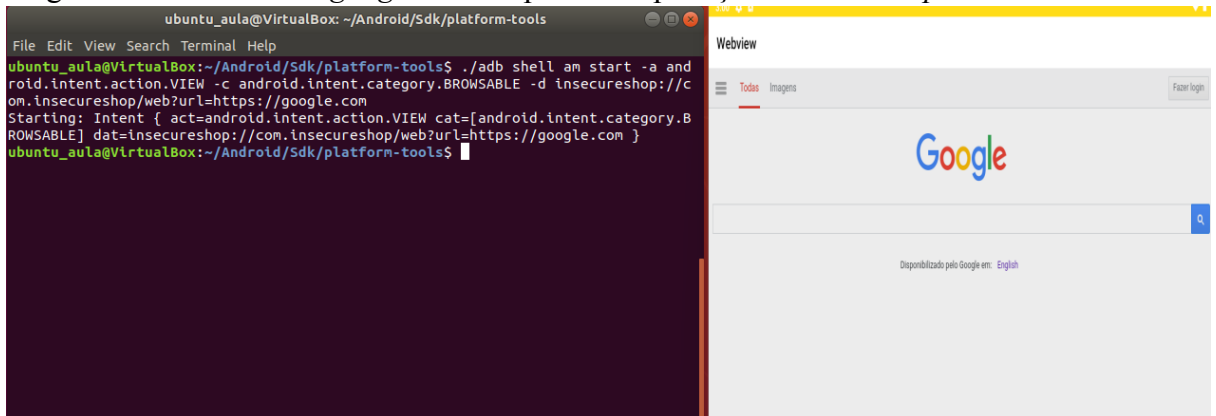 ubuntu_aula@VirtualBox: ~/Android/Sdk/platform-tools
File Edit View Search Terminal Help
ubuntu_aula@VirtualBox:~/Android/Sdk/platform-tools$ ./adb shell am start -a and
roid.intent.action.VIEW -c android.intent.category.BROWSABLE -d insecureshop://c
om.insecureshop/web?url=https://google.com
Starting: Intent { act=android.intent.action.VIEW cat=[android.intent.category.B
ROWSABLE] dat=insecureshop://com.insecureshop/web?url=https://google.com }
ubuntu_aula@VirtualBox:~/Android/Sdk/platform-tools$
Webview
Todas Imagens Fazer login
Google
Disponibilizado pelo Google em: English